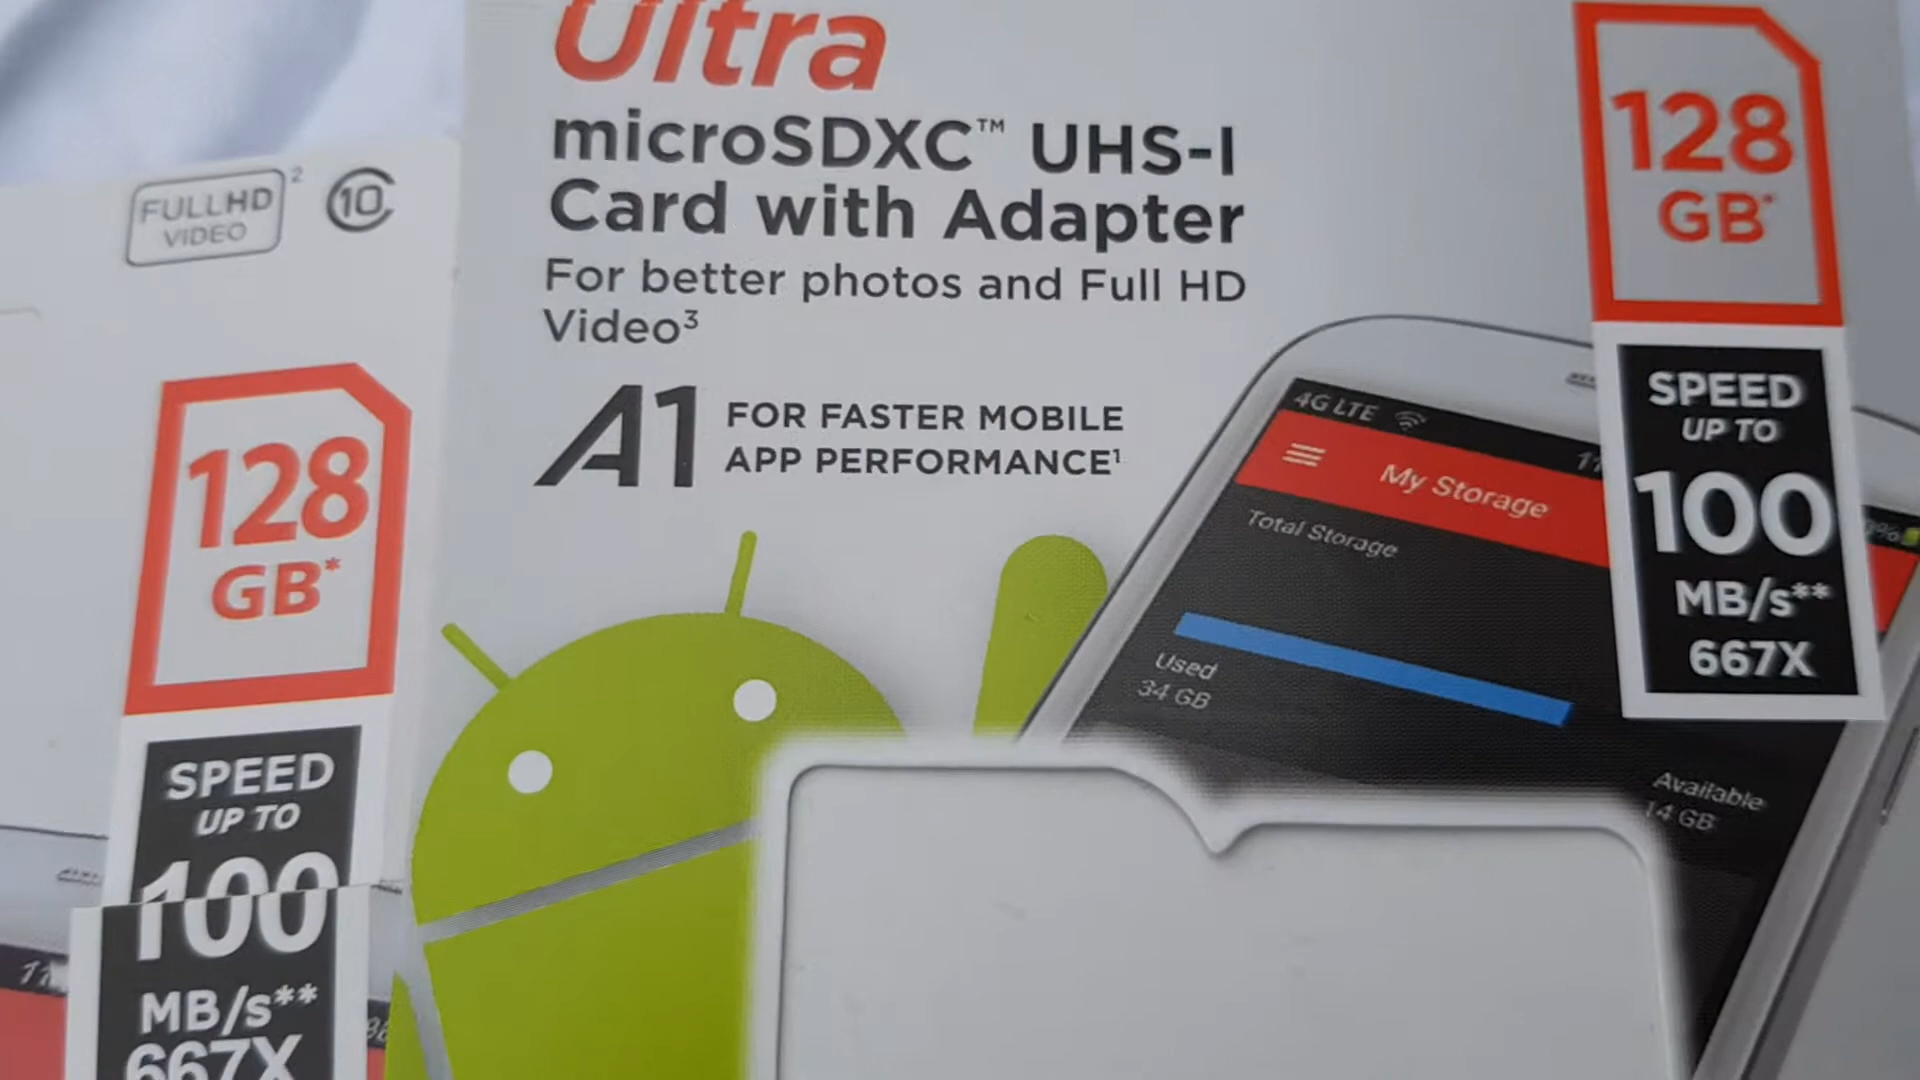 Ultra
microSDXC™ UHS-I
Card with Adapter
For better photos and Full HD
Video³
A1 FOR FASTER MOBILE
APP PERFORMANCE¹
128
GB*
SPEED
UP TO
100
MB/s**
667X
4G LTE
My Storage
Total Storage
Used
34 GB
Available
14 GB
FULL HD
VIDEO
2
10
128
GB*
SPEED
UP TO
100
MB/s**
667X